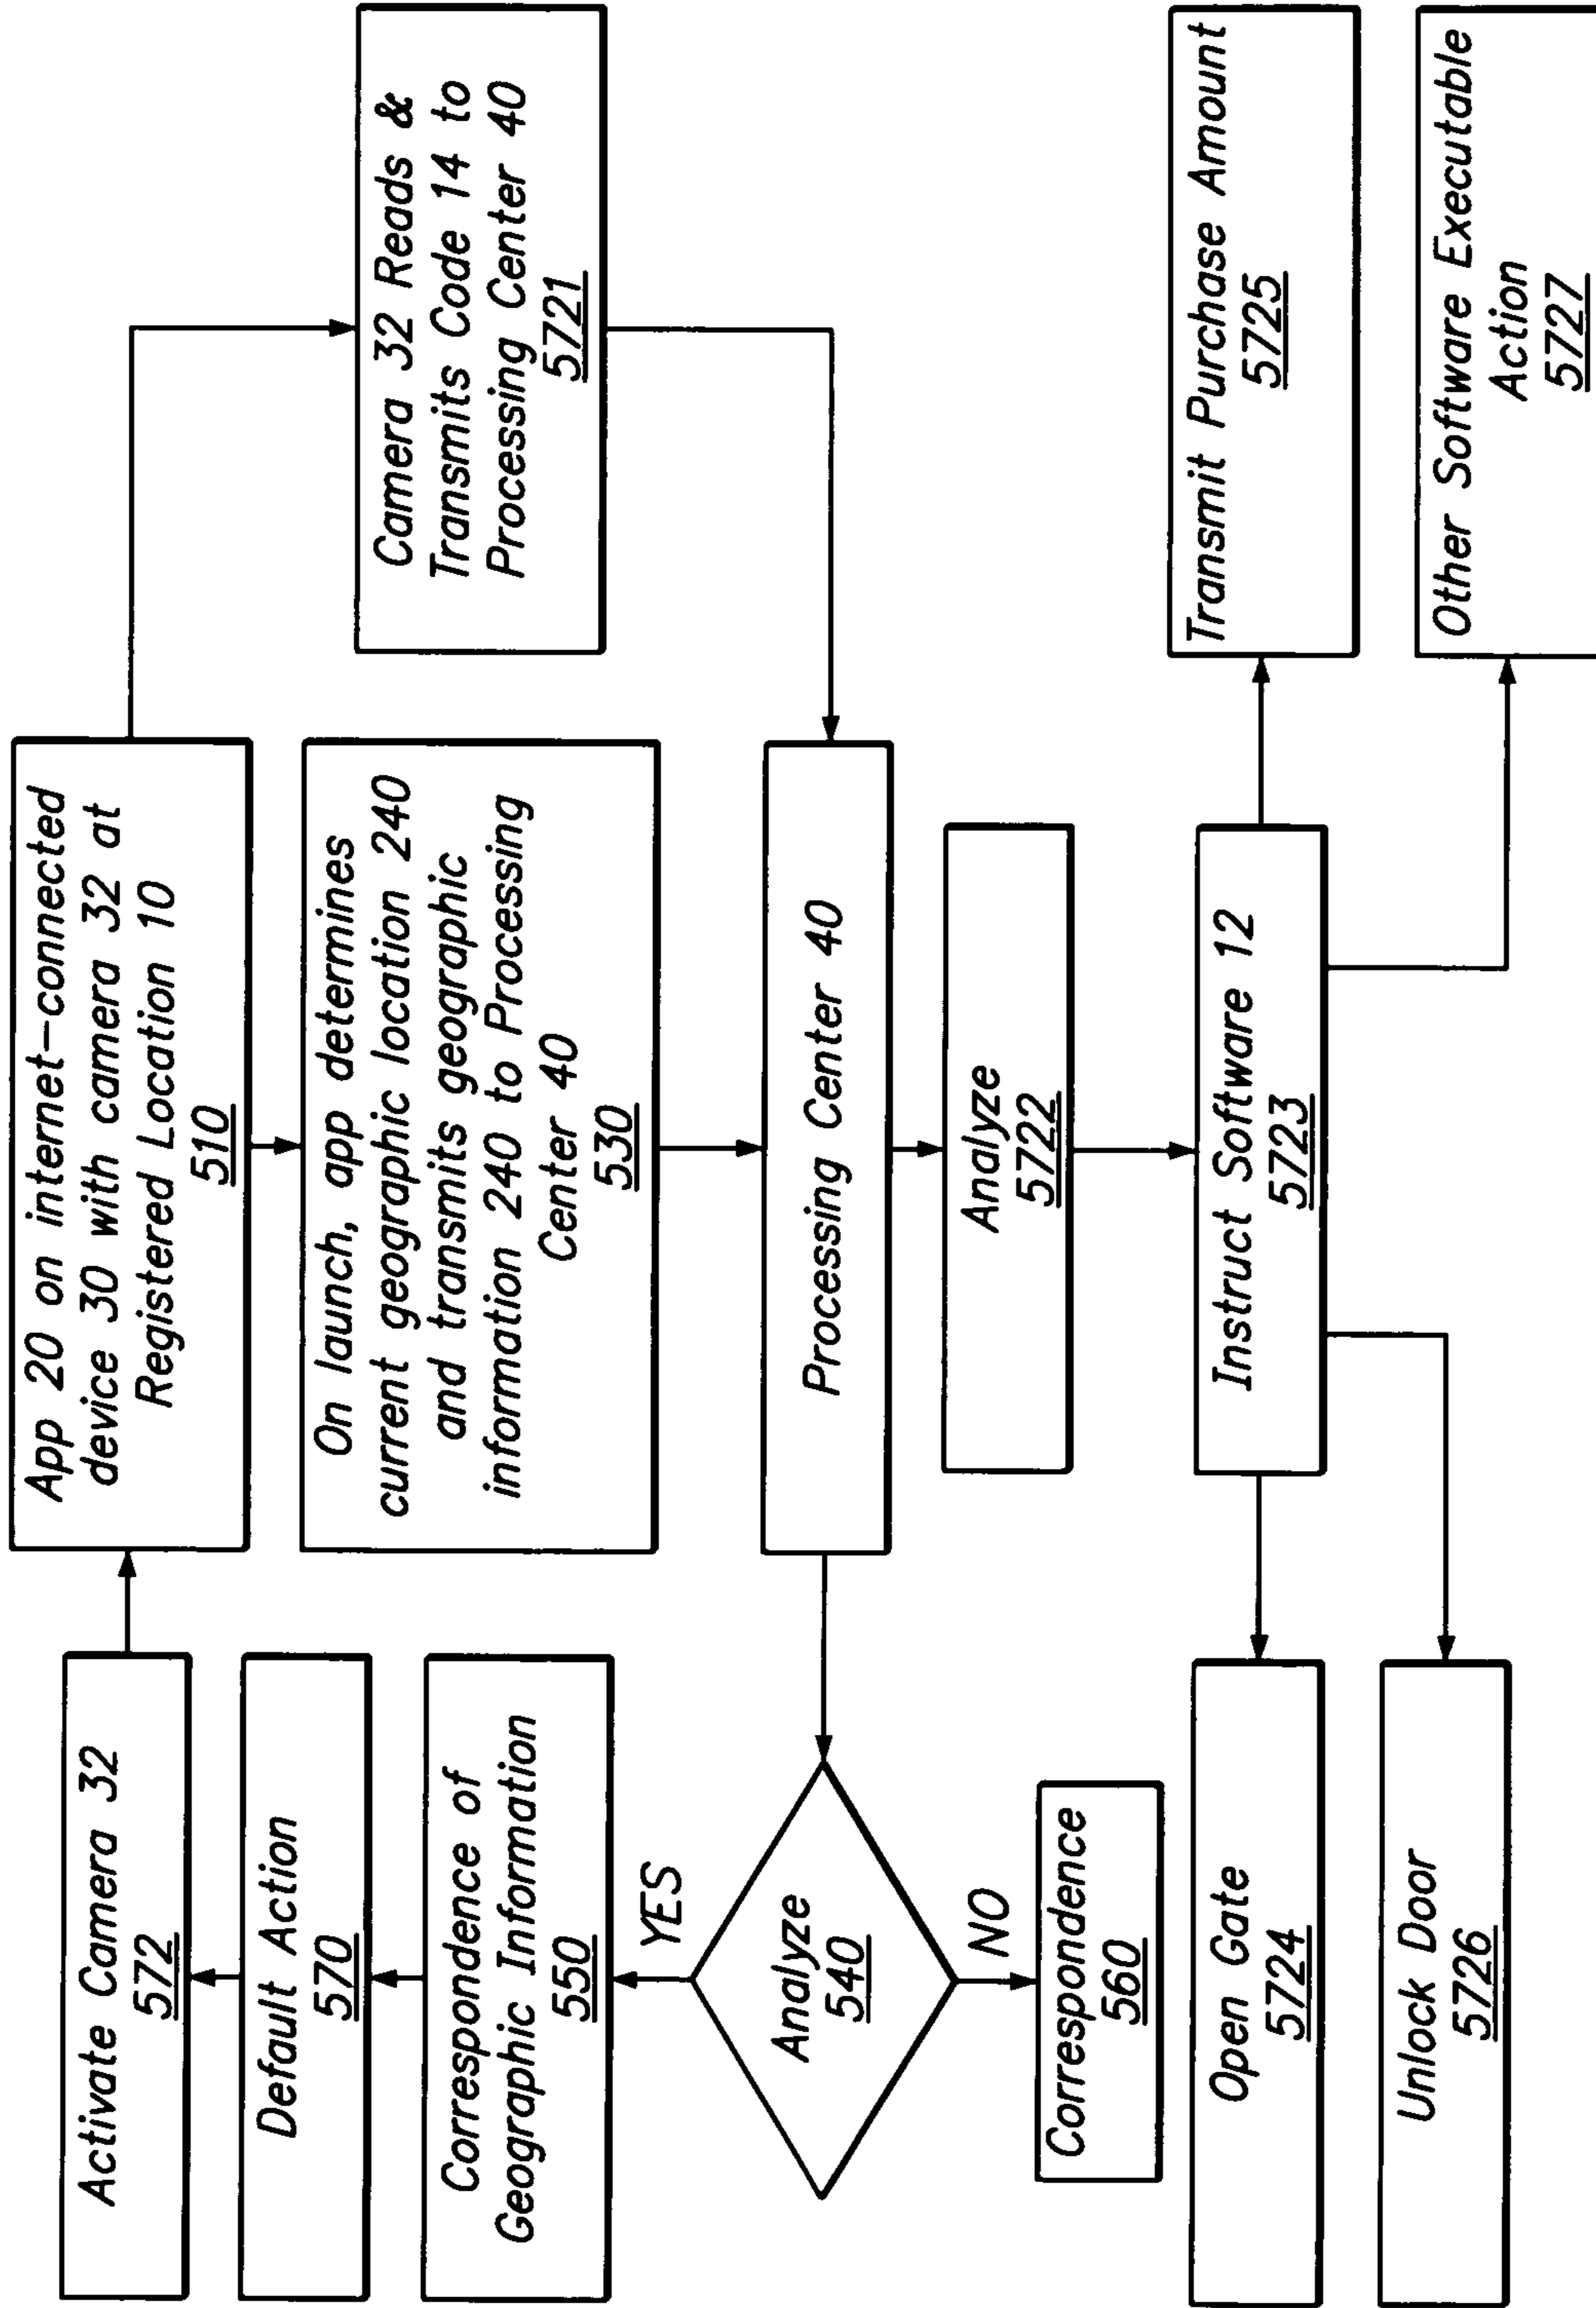 Activate Camera 32
572
Default Action
570
Correspondence of
Geographic Information
550
YES
Analyze
540
NO
Correspondence
560
Open Gate
5724
Unlock Door
5726
App 20 on internet-connected
device 30 with camera 32 at
Registered Location 10
510
On launch, app determines
current geographic location 240
and transmits geographic
information 240 to Processing
Center 40
530
Processing Center 40
Analyze
5722
Instruct Software 12
5723
Camera 32 Reads &
Transmits Code 14 to
Processing Center 40
5721
Transmit Purchase Amount
5725
Other Software Executable
Action
5727